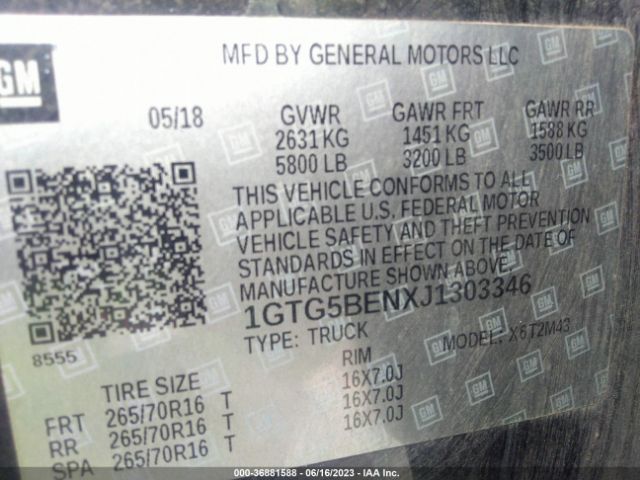 GM
MFD BY GENERAL MOTORS LLC
05/18 GVWR GAWR FRT GAWR RR
2631 KG 1451 KG 1588 KG
5800 LB 3200 LB 3500 LB
THIS VEHICLE CONFORMS TO ALL
APPLICABLE U.S. FEDERAL MOTOR
VEHICLE SAFETY AND THEFT PREVENTION
STANDARDS IN EFFECT ON THE DATE OF
MANUFACTURE SHOWN ABOVE.
1GTG5BENXJ1303346
8555 TYPE: TRUCK MODEL: X6T2M43
TIRE SIZE RIM
FRT 265/70R16 T 16X7.0J
RR 265/70R16 T 16X7.0J
SPA 265/70R16 T 16X7.0J
000-36881588 - 06/16/2023 - IAA Inc.